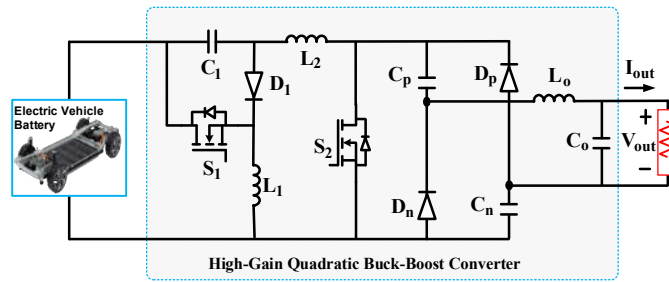 C1
L2
Cp
Dp
Lo
Iout
D1
Electric Vehicle
Battery
S1
S2
Co
+
Vout
−
L1
Dn
Cn
High-Gain Quadratic Buck-Boost Converter